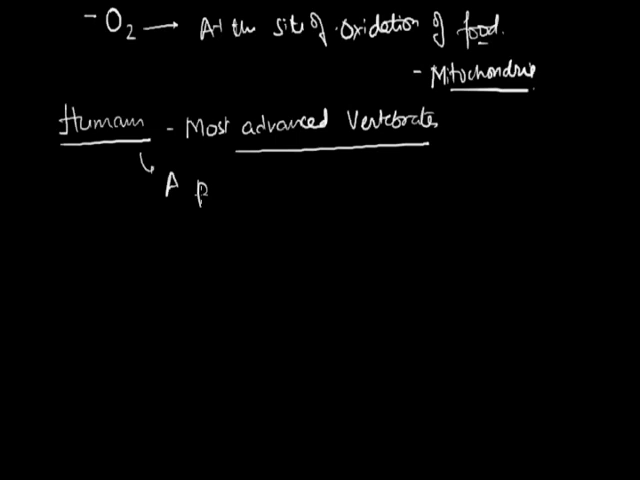 - O2 → At the site of oxidation of food.
- Mitochondria
Humans - Most advanced Vertebrates
↳ A p